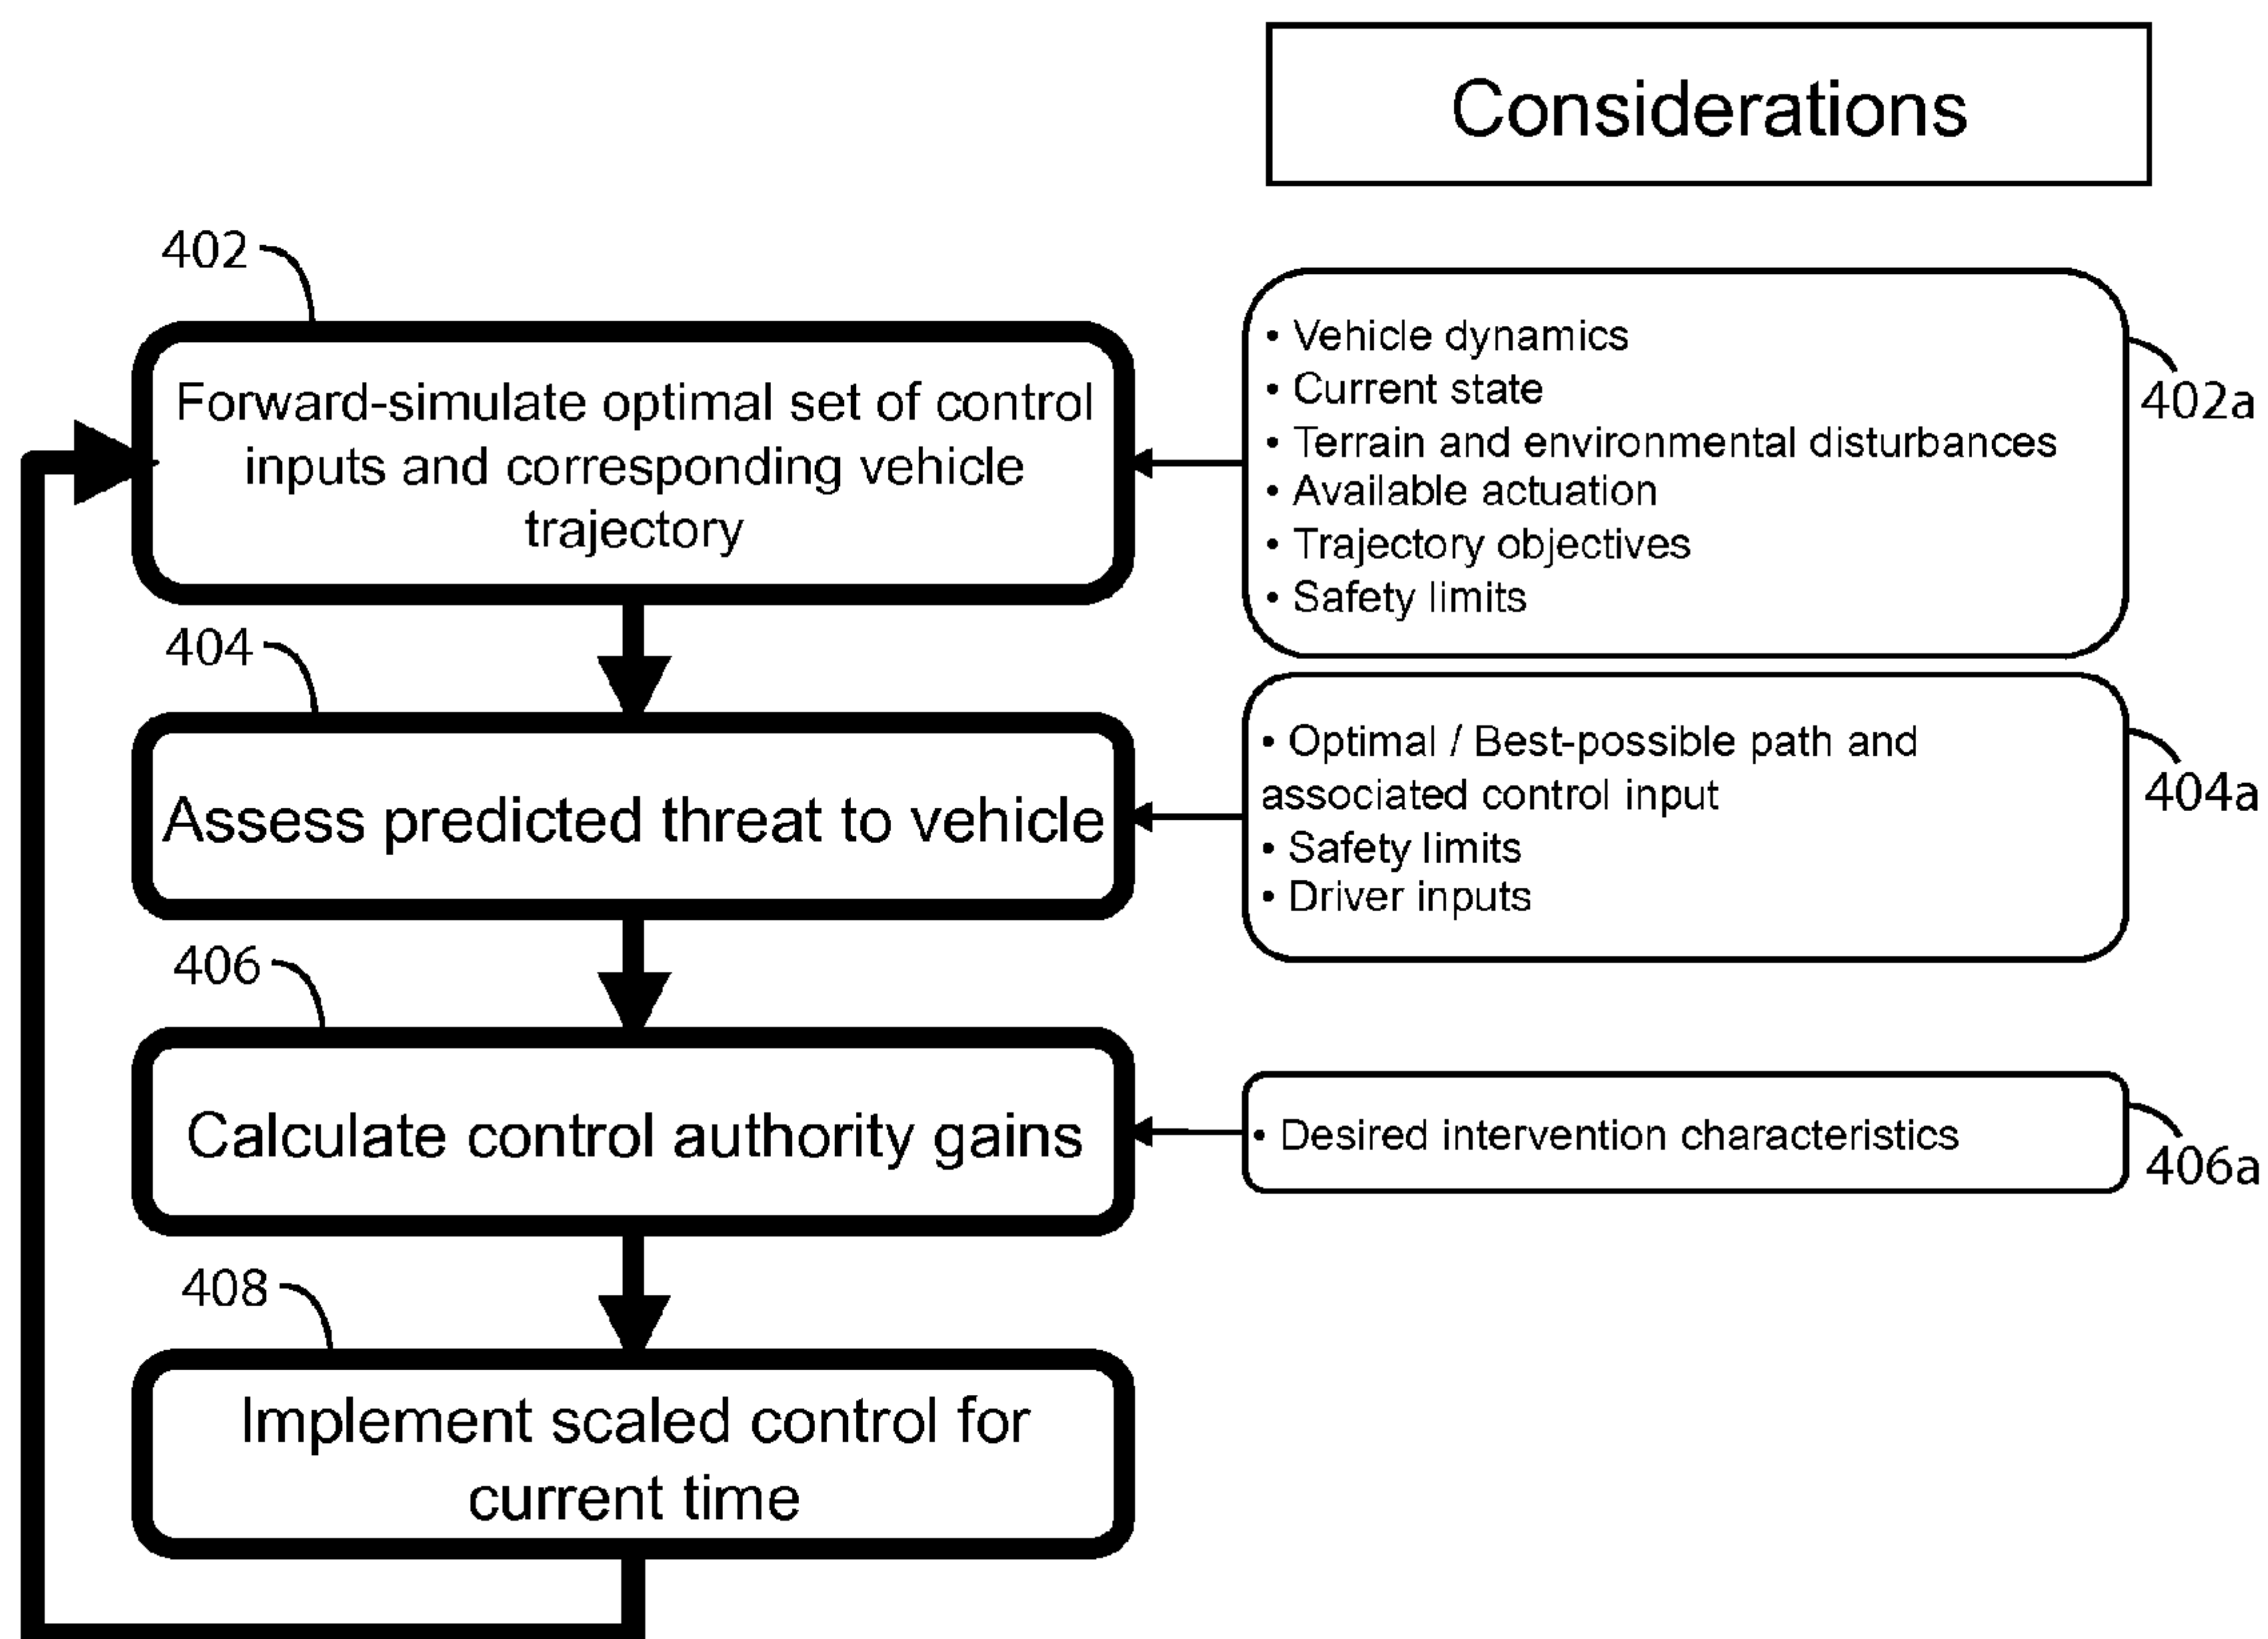 Considerations
402
Forward-simulate optimal set of control
inputs and corresponding vehicle
trajectory
• Vehicle dynamics
• Current state
• Terrain and environmental disturbances
• Available actuation
• Trajectory objectives
• Safety limits
402a
404
Assess predicted threat to vehicle
• Optimal / Best-possible path and
associated control input
• Safety limits
• Driver inputs
404a
406
Calculate control authority gains
• Desired intervention characteristics
406a
408
Implement scaled control for
current time